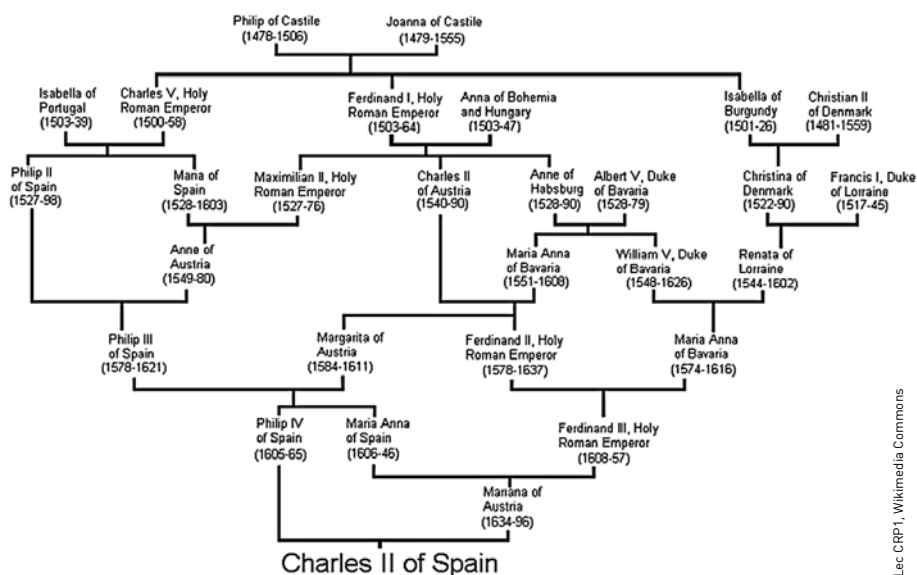 Philip of Castile
(1478-1506)
Joanna of Castile
(1479-1555)
Isabella of
Portugal
(1503-39)
Charles V, Holy
Roman Emperor
(1500-58)
Ferdinand I, Holy
Roman Emperor
(1503-64)
Anna of Bohemia
and Hungary
(1503-47)
Isabella of
Burgundy
(1501-26)
Christian II
of Denmark
(1481-1559)
Philip II
of Spain
(1527-98)
Maria of
Spain
(1528-1603)
Maximilian II, Holy
Roman Emperor
(1527-76)
Charles II
of Austria
(1540-90)
Anne of
Habsburg
(1528-90)
Albert V, Duke
of Bavaria
(1528-79)
Christina of
Denmark
(1522-90)
Francis I, Duke
of Lorraine
(1517-45)
Anne of
Austria
(1549-80)
Maria Anna
of Bavaria
(1551-1608)
William V, Duke
of Bavaria
(1548-1626)
Renata of
Lorraine
(1544-1602)
Philip III
of Spain
(1578-1621)
Margarita of
Austria
(1584-1611)
Ferdinand II, Holy
Roman Emperor
(1578-1637)
Maria Anna
of Bavaria
(1574-1616)
Philip IV
of Spain
(1605-65)
Maria Anna
of Spain
(1606-46)
Ferdinand III, Holy
Roman Emperor
(1608-57)
Mariana of
Austria
(1634-96)
Charles II of Spain
Lec CRP1, Wikimedia Commons